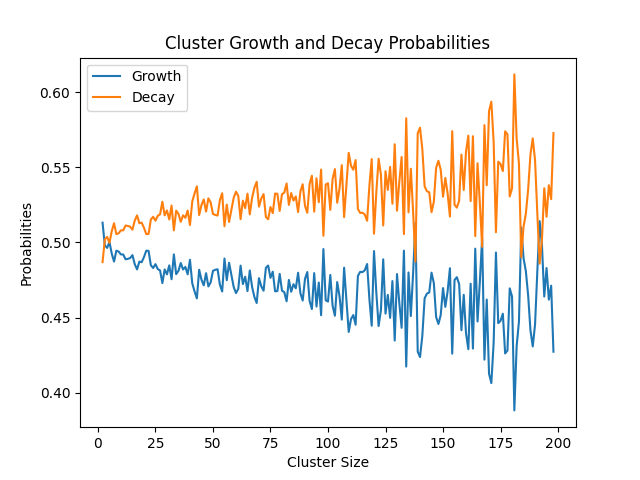 Cluster Growth and Decay Probabilities
Growth
Decay
0.60
0.55
0.50
0.45
0.40
Probabilities
0 25 50 75 100 125 150 175 200
Cluster Size